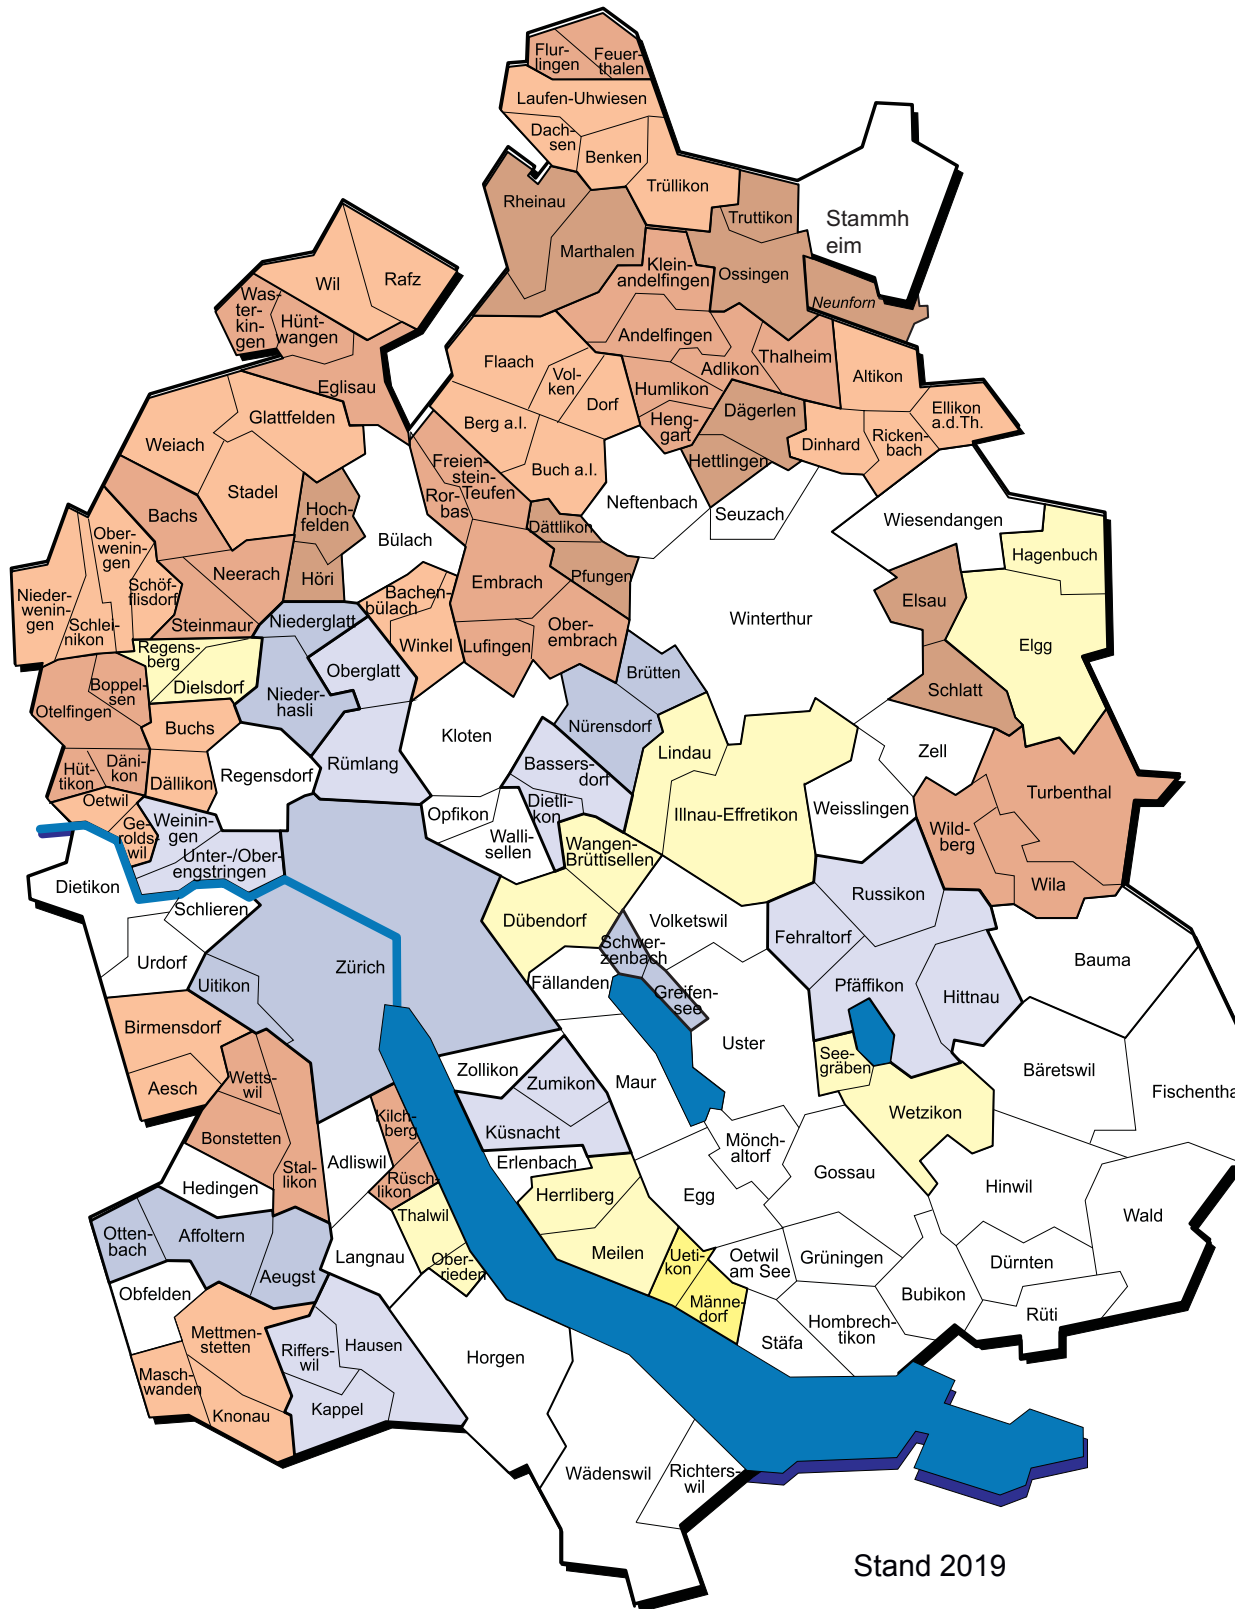 Flur-
lingen
Feuer-
thalen
Laufen-Uhwiesen
Dach-
sen
Benken
Trüllikon
Rheinau
Truttikon
Stammh
eim
Marthalen
Klein-
andelfingen
Ossingen
Neunforn
Wil
Rafz
Was-
ter-
kin-
gen
Hünt-
wangen
Andelfingen
Flaach
Vol-
ken
Adlikon
Thalheim
Altikon
Eglisau
Humlikon
Dorf
Dägerlen
Ellikon
a.d.Th.
Glattfelden
Berg a.I.
Heng-
gart
Dinhard
Ricken-
bach
Weiach
Buch a.I.
Hettlingen
Freien-
stein-
Teufen
Ror-
bas
Stadel
Neftenbach
Seuzach
Wiesendangen
Bachs
Hoch-
felden
Bülach
Dättlikon
Hagenbuch
Ober-
wenin-
gen
Schöf-
flisdorf
Neerach
Höri
Embrach
Pfungen
Nieder-
wenin-
gen
Schlei-
nikon
Steinmaur
Niederglatt
Bachen-
bülach
Winkel
Lufingen
Ober-
embrach
Winterthur
Elsau
Elgg
Regens-
berg
Dielsdorf
Oberglatt
Brütten
Schlatt
Boppel-
sen
Otelfingen
Nieder-
hasli
Nürensdorf
Buchs
Kloten
Lindau
Zell
Hüt-
tikon
Däni-
kon
Dällikon
Regensdorf
Rümlang
Bassers-
dorf
Dietli-
kon
Illnau-Effretikon
Weisslingen
Turbenthal
Oetwil
Ge-
rolds-
wil
Weinin-
gen
Opfikon
Walli-
sellen
Wangen-
Brüttisellen
Wild-
berg
Wila
Unter-/Ober-
engstringen
Dietikon
Schlieren
Dübendorf
Volketswil
Russikon
Fehraltorf
Schwer-
zenbach
Urdorf
Zürich
Uitikon
Fällanden
Greifen-
see
Pfäffikon
Hittnau
Bauma
Birmensdorf
Uster
See-
gräben
Zollikon
Zumikon
Maur
Aesch
Wetts-
wil
Bäretswil
Fischentha
Wetzikon
Bonstetten
Kilch-
berg
Küsnacht
Mönch-
altorf
Stal-
likon
Adliswil
Rüsch-
likon
Erlenbach
Gossau
Hedingen
Herrliberg
Egg
Hinwil
Wald
Otten-
bach
Affoltern
Thalwil
Ober-
rieden
Langnau
Meilen
Ueti-
kon
Oetwil
am See
Grüningen
Dürnten
Aeugst
Obfelden
Männe-
dorf
Bubikon
Rüti
Mettmen-
stetten
Riffers-
wil
Hausen
Hombrech-
tikon
Stäfa
Horgen
Masch-
wanden
Knonau
Kappel
Wädenswil
Richters-
wil
Stand 2019